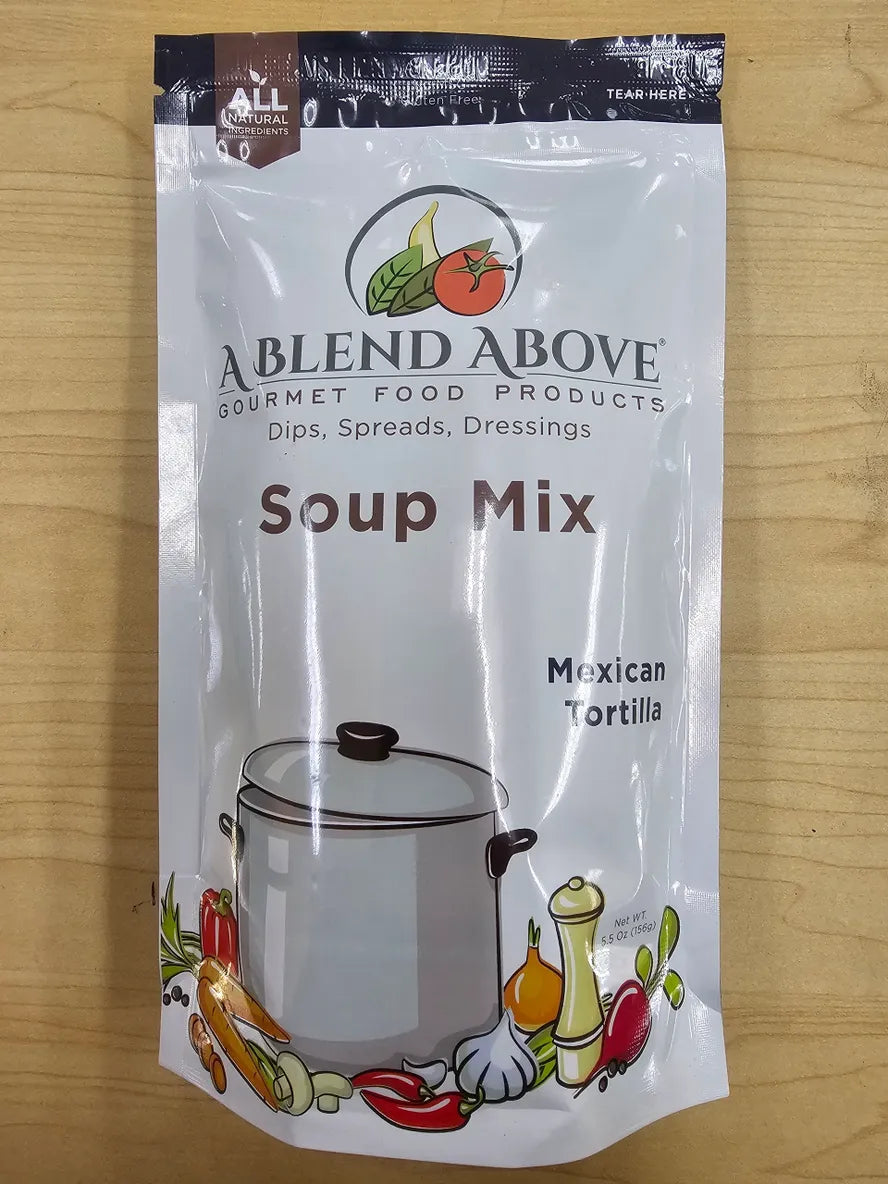 ALL
NATURAL
INGREDIENTS
Gluten Free
TEAR HERE
A BLEND ABOVE®
GOURMET FOOD PRODUCTS
Dips, Spreads, Dressings
Soup Mix
Mexican
Tortilla
Net WT.
5.5 Oz (156g)